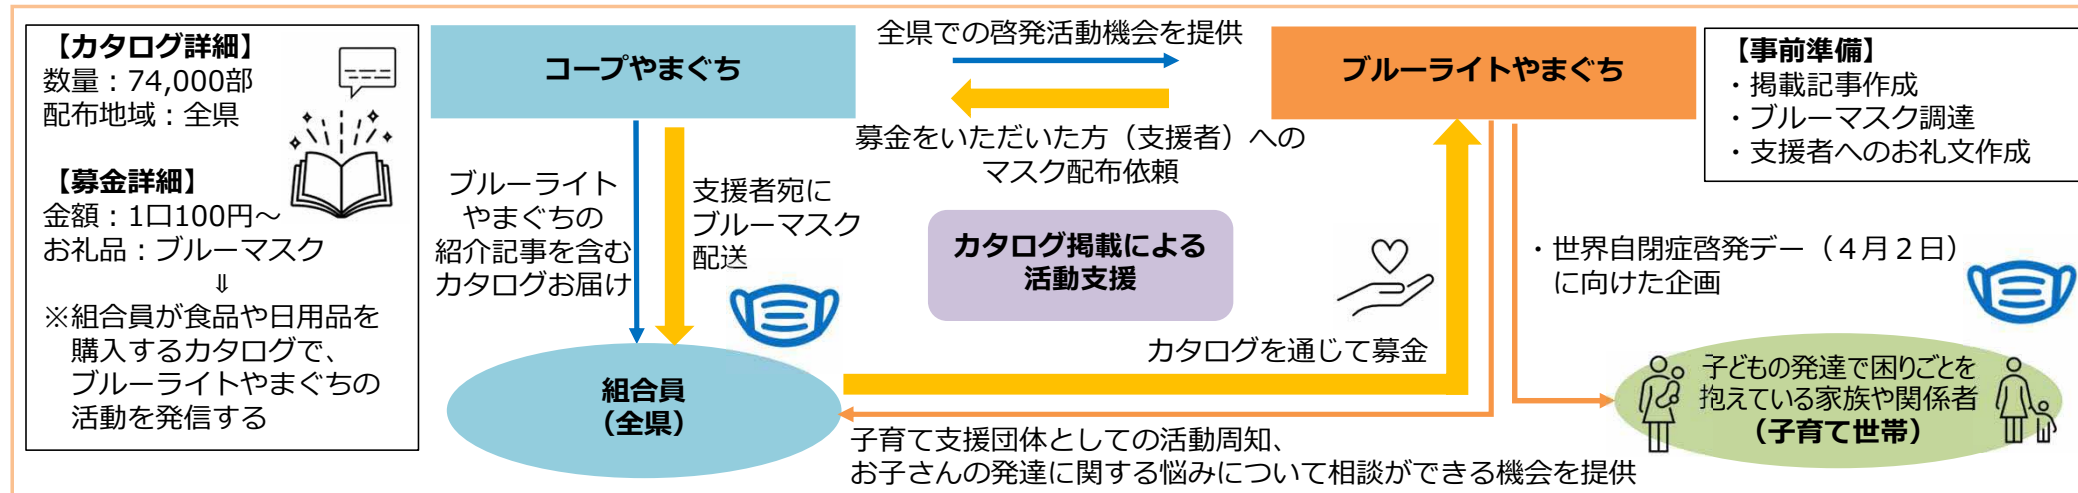 【カタログ詳細】
数量：74,000部
配布地域：全県
【募金詳細】
金額：1口100円～
お礼品：ブルーマスク
⇓
※組合員が食品や日用品を
購入するカタログで、
ブルーライトやまぐちの
活動を発信する
コープやまぐち
全県での啓発活動機会を提供
募金をいただいた方（支援者）への
マスク配布依頼
ブルーライトやまぐち
【事前準備】
・掲載記事作成
・ブルーマスク調達
・支援者へのお礼文作成
ブルーライト
やまぐちの
紹介記事を含む
カタログお届け
支援者宛に
ブルーマスク
配送
カタログ掲載による
活動支援
・世界自閉症啓発デー（４月２日）
に向けた企画
カタログを通じて募金
組合員
（全県）
子どもの発達で困りごとを
抱えている家族や関係者
（子育て世帯）
子育て支援団体としての活動周知、
お子さんの発達に関する悩みについて相談ができる機会を提供